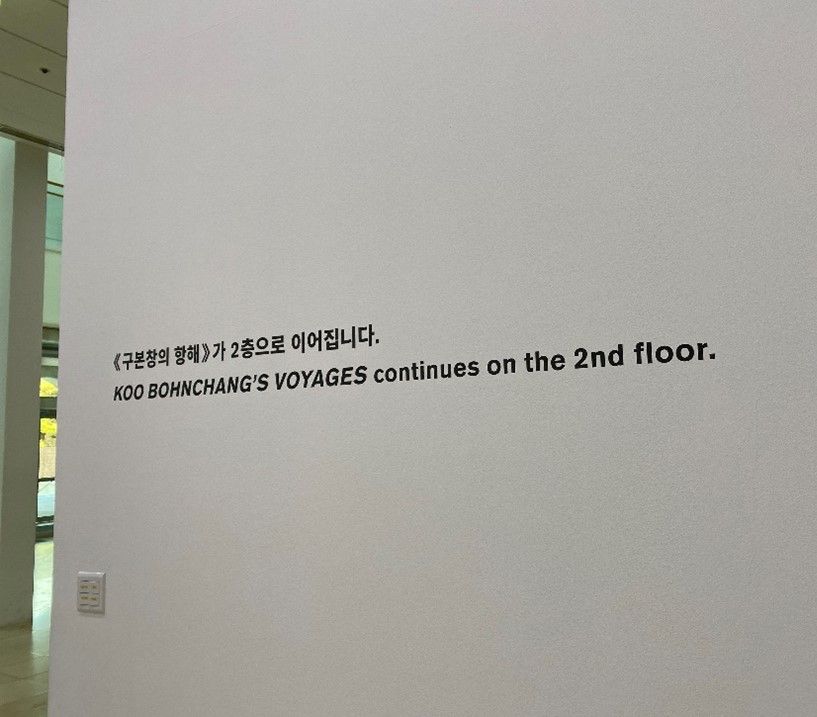 《구본창의 항해》가 2층으로 이어집니다.
KOO BOHNCHANG'S VOYAGES continues on the 2nd floor.